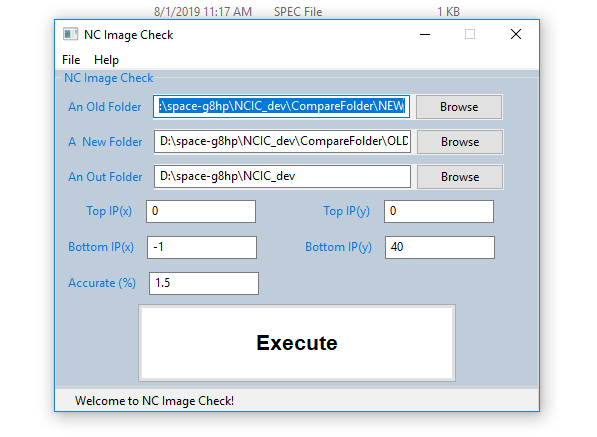 8/1/2019 11:17 AM SPEC File 1 KB
NC Image Check
File Help
NC Image Check
An Old Folder :\space-g8hp\NCIC_dev\CompareFolder\NEW Browse
A New Folder D:\space-g8hp\NCIC_dev\CompareFolder\OLD Browse
An Out Folder D:\space-g8hp\NCIC_dev Browse
Top IP(x) 0 Top IP(y) 0
Bottom IP(x) -1 Bottom IP(y) 40
Accurate (%) 1.5
Execute
Welcome to NC Image Check!